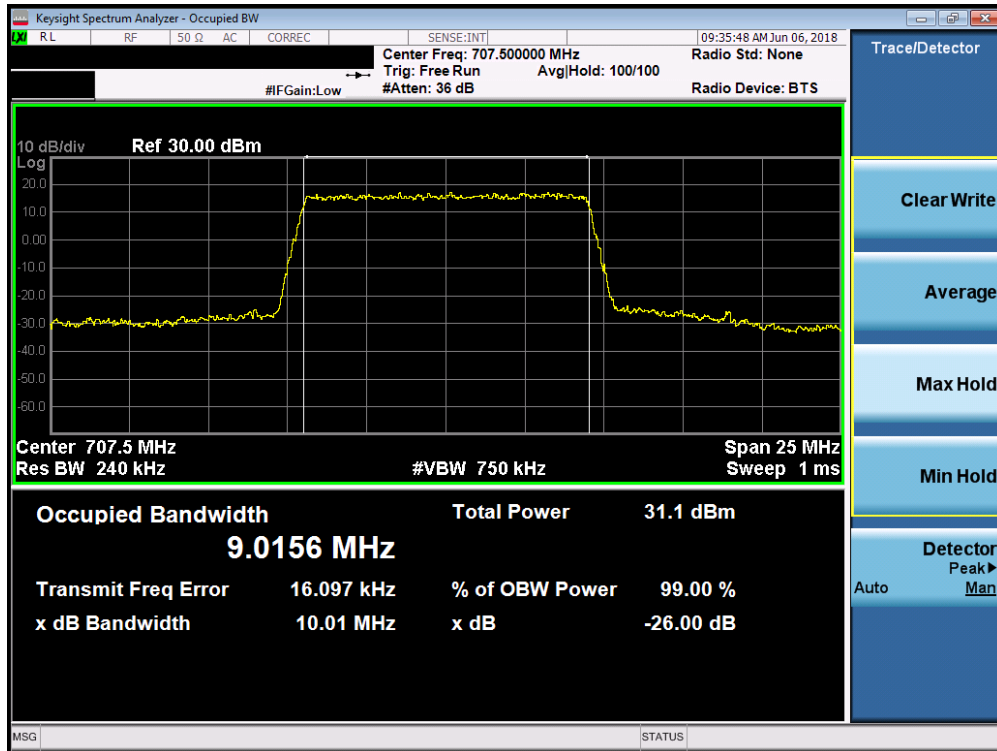 Keysight Spectrum Analyzer - Occupied BW
LXI RL RF 50 Ω AC CORREC SENSE:INT 09:35:48 AM Jun 06, 2018
Center Freq: 707.500000 MHz Radio Std: None
Trig: Free Run Avg|Hold: 100/100
#IFGain:Low #Atten: 36 dB Radio Device: BTS
Trace/Detector
10 dB/div Ref 30.00 dBm
Log
20.0
10.0
0.00
-10.0
-20.0
-30.0
-40.0
-50.0
-60.0
Center 707.5 MHz Span 25 MHz
Res BW 240 kHz #VBW 750 kHz Sweep 1 ms
Occupied Bandwidth Total Power 31.1 dBm
9.0156 MHz
Transmit Freq Error 16.097 kHz % of OBW Power 99.00 %
x dB Bandwidth 10.01 MHz x dB -26.00 dB
Clear Write
Average
Max Hold
Min Hold
Detector
Peak▶
Auto Man
MSG STATUS